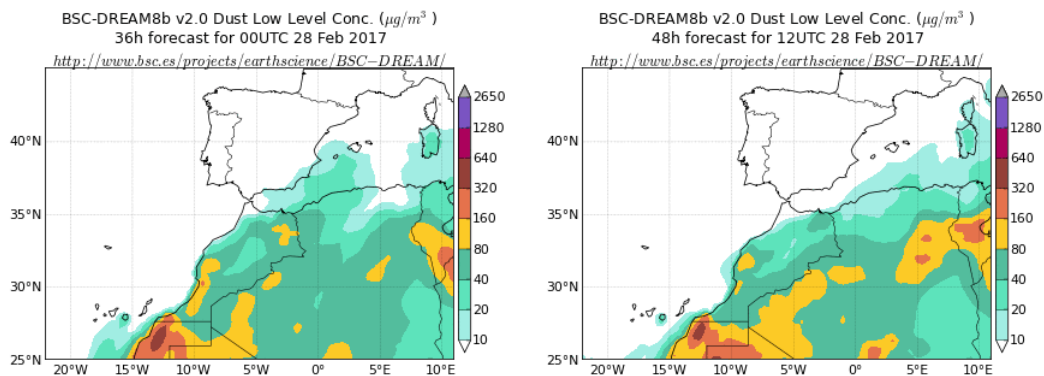 BSC-DREAM8b v2.0 Dust Low Level Conc. (μg/m³ )
36h forecast for 00UTC 28 Feb 2017
http://www.bsc.es/projects/earthscience/BSC−DREAM/
2650
1280
640
320
160
80
40
20
10
40°N
35°N
30°N
25°N
20°W
15°W
10°W
5°W
0°
5°E
10°E
BSC-DREAM8b v2.0 Dust Low Level Conc. (μg/m³ )
48h forecast for 12UTC 28 Feb 2017
http://www.bsc.es/projects/earthscience/BSC−DREAM/
2650
1280
640
320
160
80
40
20
10
40°N
35°N
30°N
25°N
20°W
15°W
10°W
5°W
0°
5°E
10°E